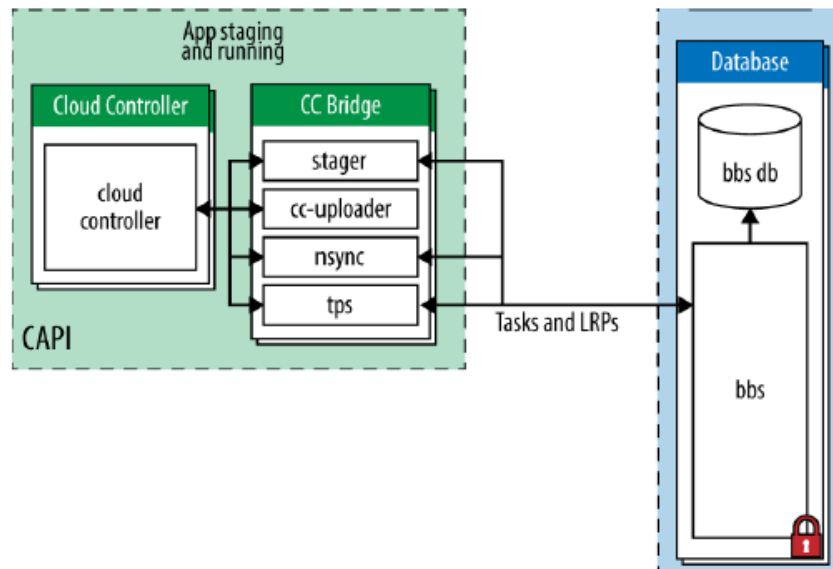 App staging
and running
Cloud Controller
cloud
controller
CC Bridge
stager
cc-uploader
nsync
tps
CAPI
Tasks and LRPs
Database
bbs db
bbs